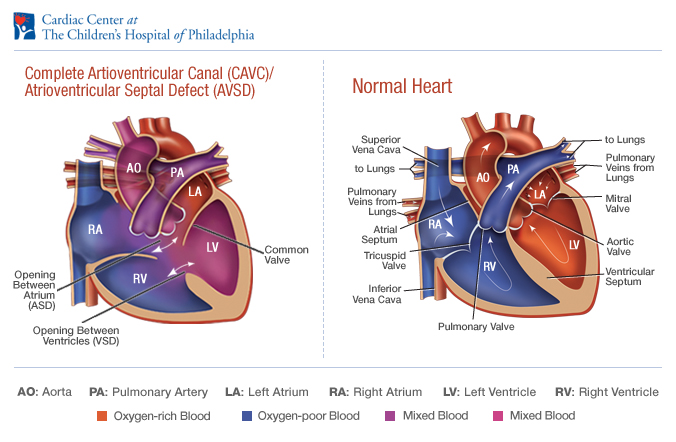 Cardiac Center at
The Children's Hospital of Philadelphia
Complete Artioventricular Canal (CAVC)/
Atrioventricular Septal Defect (AVSD)
AO
PA
LA
RA
LV
RV
Common
Valve
Opening
Between
Atrium
(ASD)
Opening Between
Ventricles (VSD)
Normal Heart
Superior
Vena Cava
to Lungs
Pulmonary
Veins from
Lungs
Atrial
Septum
Tricuspid
Valve
Inferior
Vena Cava
Pulmonary Valve
to Lungs
Pulmonary
Veins from
Lungs
Mitral
Valve
Aortic
Valve
Ventricular
Septum
AO
PA
LA
RA
LV
RV
AO: Aorta PA: Pulmonary Artery LA: Left Atrium RA: Right Atrium LV: Left Ventricle RV: Right Ventricle
Oxygen-rich Blood Oxygen-poor Blood Mixed Blood Mixed Blood